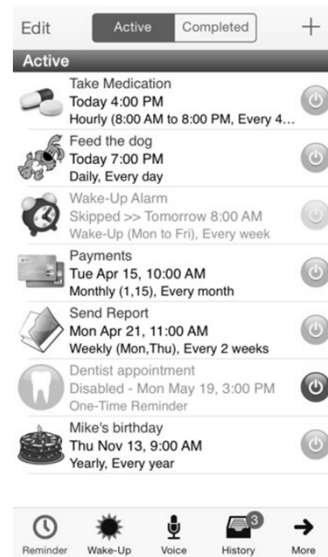 Edit
Active
Completed
+
Active
Take Medication
Today 4:00 PM
Hourly (8:00 AM to 8:00 PM, Every 4...
Feed the dog
Today 7:00 PM
Daily, Every day
Wake-Up Alarm
Skipped >> Tomorrow 8:00 AM
Wake-Up (Mon to Fri), Every week
Payments
Tue Apr 15, 10:00 AM
Monthly (1,15), Every month
Send Report
Mon Apr 21, 11:00 AM
Weekly (Mon,Thu), Every 2 weeks
Dentist appointment
Disabled - Mon May 19, 3:00 PM
One-Time Reminder
Mike's birthday
Thu Nov 13, 9:00 AM
Yearly, Every year
3
Reminder
Wake-Up
Voice
History
More